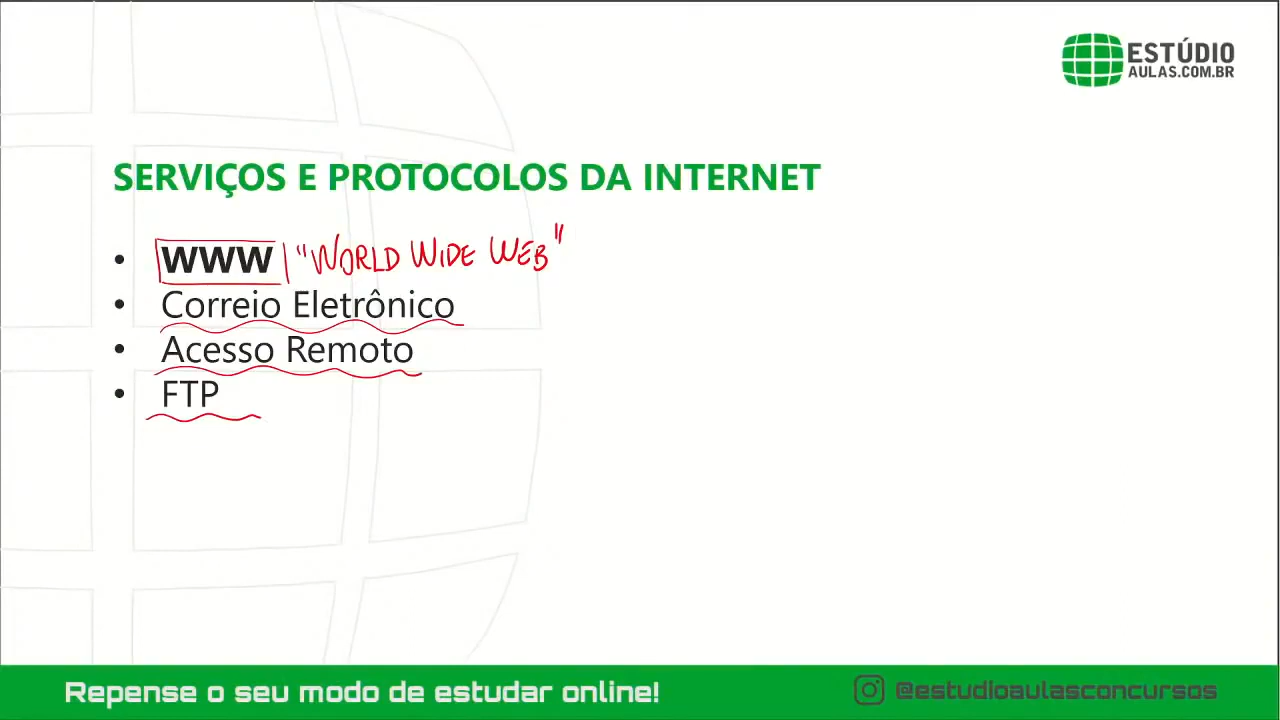 ESTÚDIO
AULAS.COM.BR
SERVIÇOS E PROTOCOLOS DA INTERNET
• WWW "WORLD WIDE WEB"
• Correio Eletrônico
• Acesso Remoto
• FTP
Repense o seu modo de estudar online!
@estudioaulasconcursos